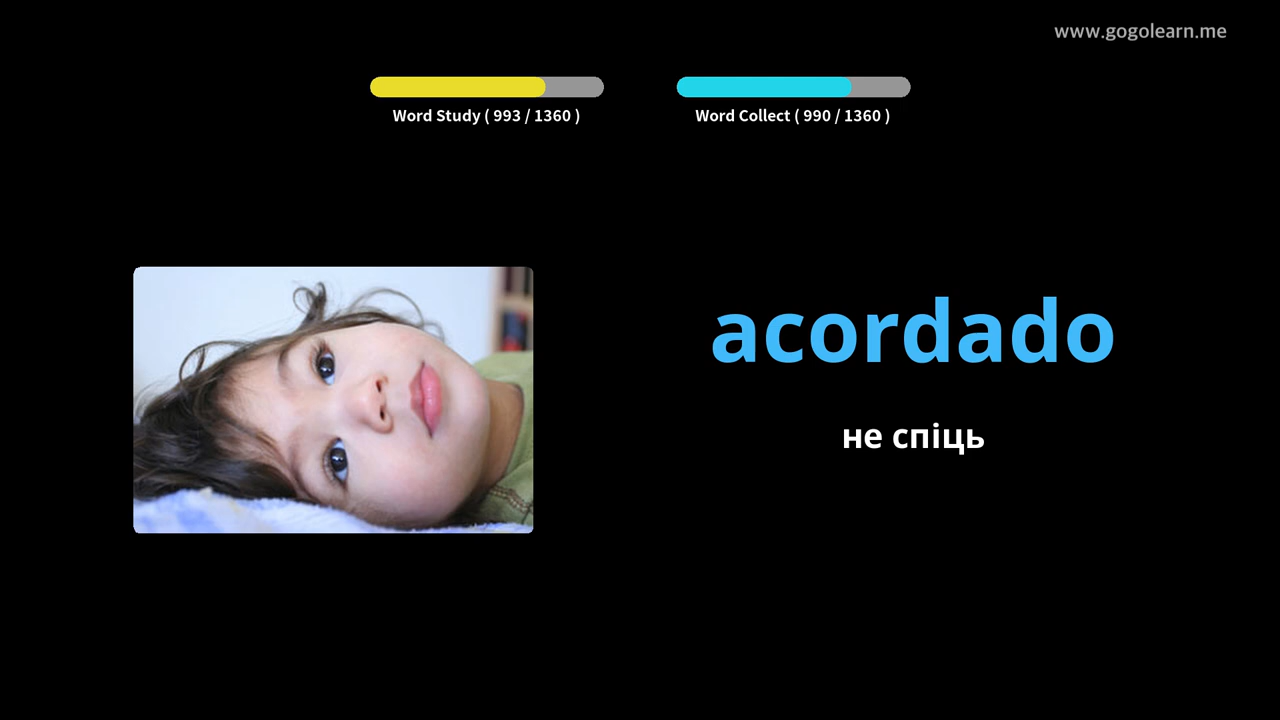 www.gogolearn.me
Word Study ( 993 / 1360 )
Word Collect ( 990 / 1360 )
acordado
не спіць